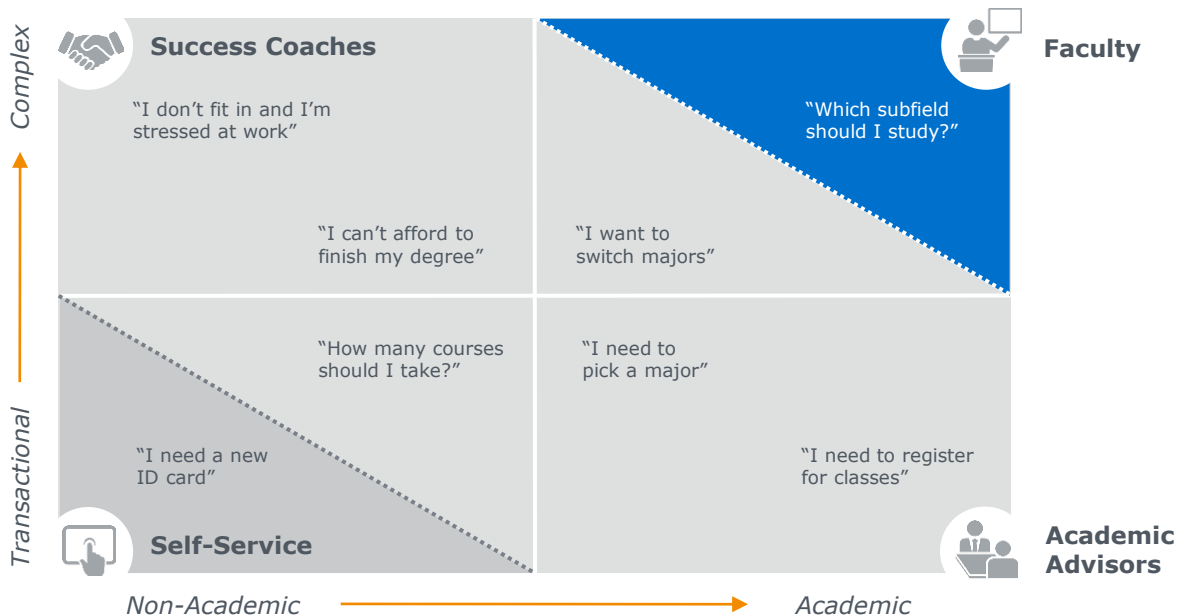 Complex
Success Coaches
Faculty
“I don’t fit in and I’m
stressed at work”
“Which subfield
should I study?”
“I can’t afford to
finish my degree”
“I want to
switch majors”
“How many courses
should I take?”
“I need to
pick a major”
Transactional
“I need a new
ID card”
“I need to register
for classes”
Self-Service
Academic
Advisors
Non-Academic
Academic